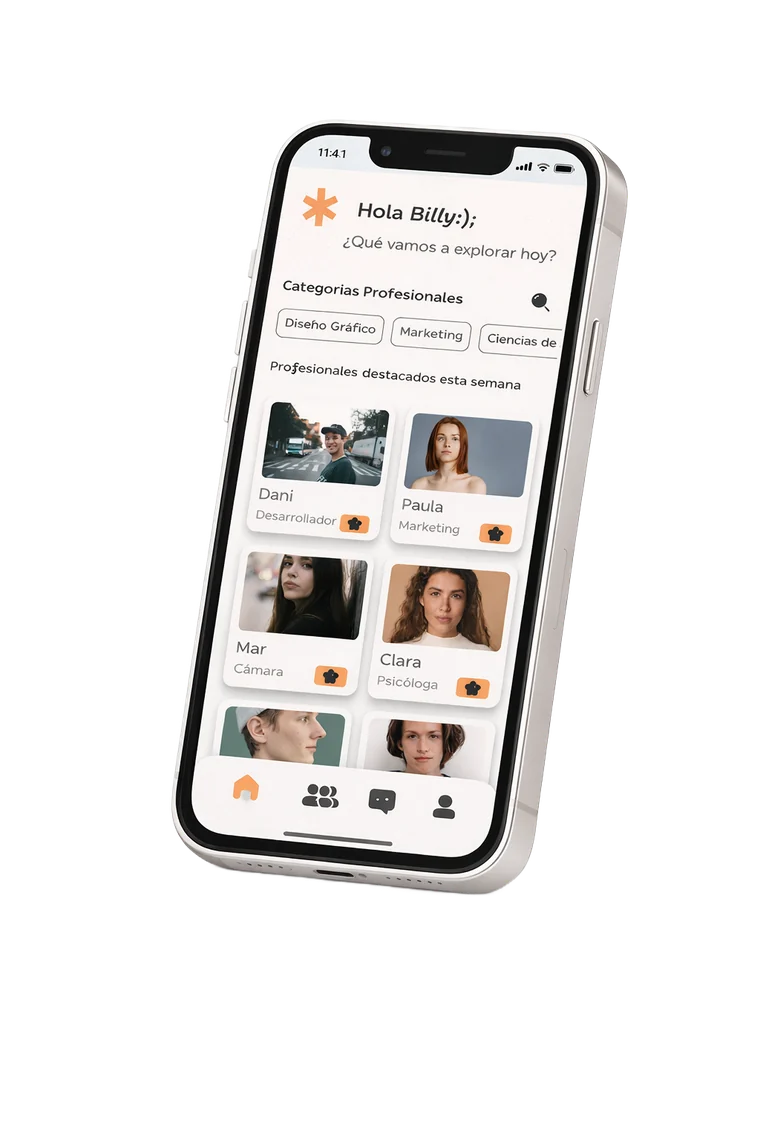 11:41
Hola Billy:);
¿Qué vamos a explorar hoy?
Categorias Profesionales
Diseño Gráfico
Marketing
Ciencias de
Profesionales destacados esta semana
Dani
Desarrollador
Paula
Marketing
Mar
Cámara
Clara
Psicóloga